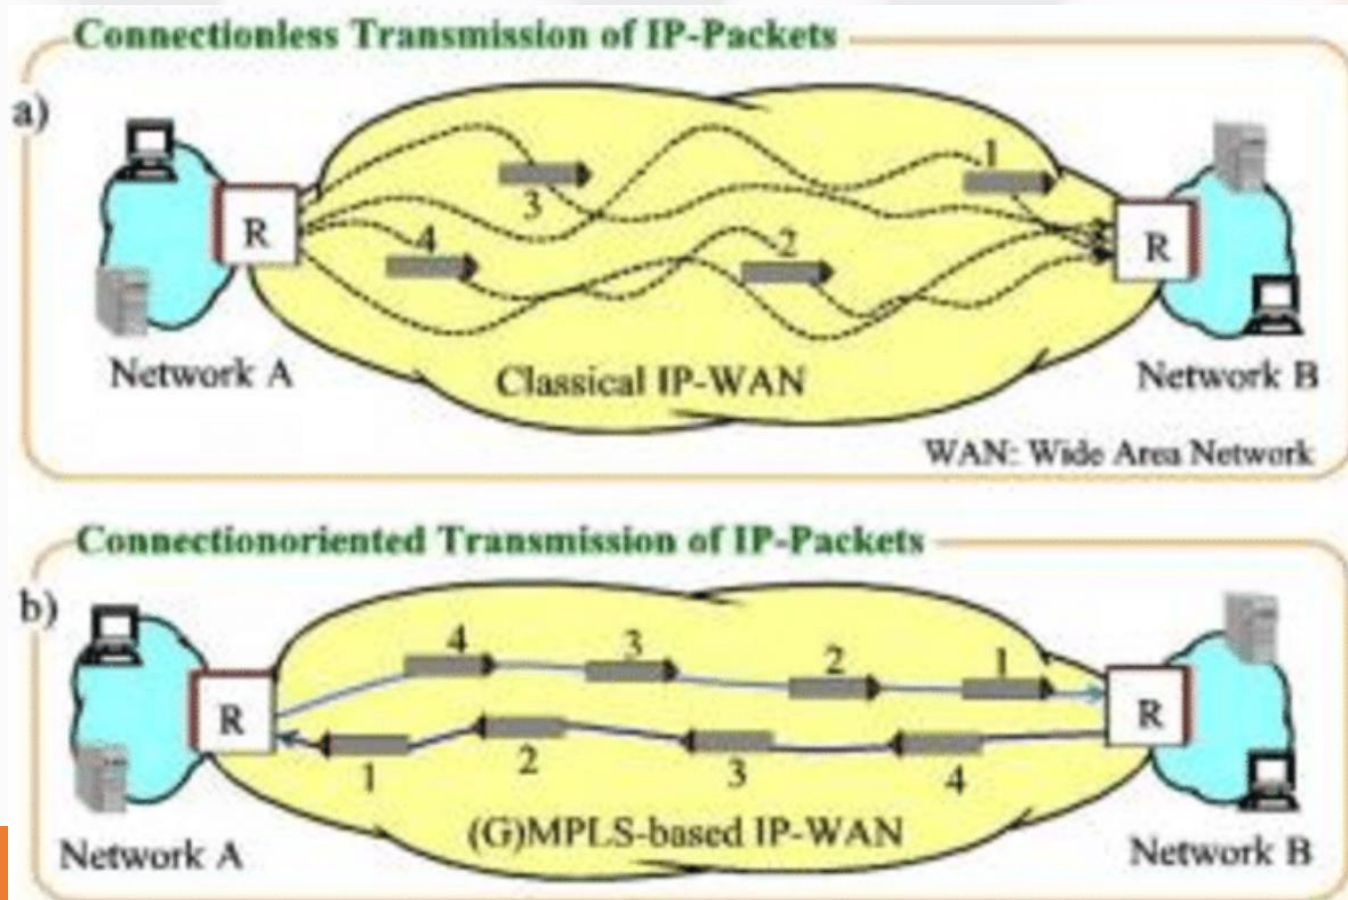 Connectionless Transmission of IP-Packets
a)
1
3
4
2
R
R
Network A
Classical IP-WAN
Network B
WAN: Wide Area Network
Connectionoriented Transmission of IP-Packets
b)
4 3 2 1
R
R
1 2 3 4
(G)MPLS-based IP-WAN
Network A
Network B